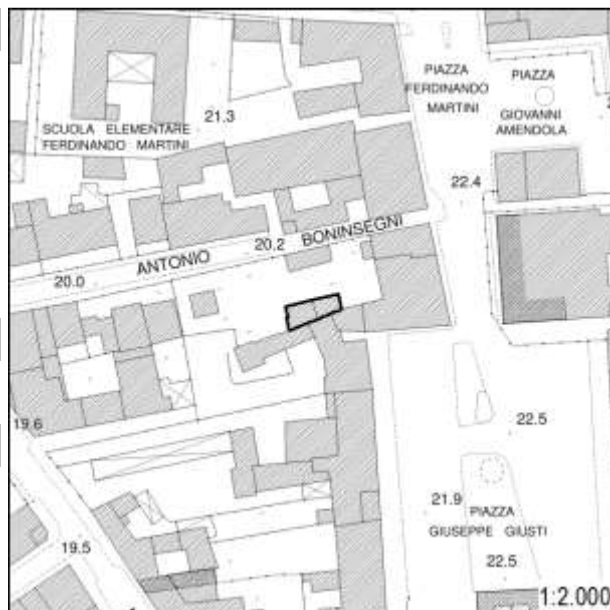 PIAZZA
FERDINANDO
MARTINI
PIAZZA
GIOVANNI
AMENDOLA
21.3
SCUOLA ELEMENTARE
FERDINANDO MARTINI
22.4
ANTONIO BONINSEGNI
20.2
20.0
19.6
22.5
21.9
PIAZZA
GIUSEPPE GIUSTI
19.5
22.5
1:2.000